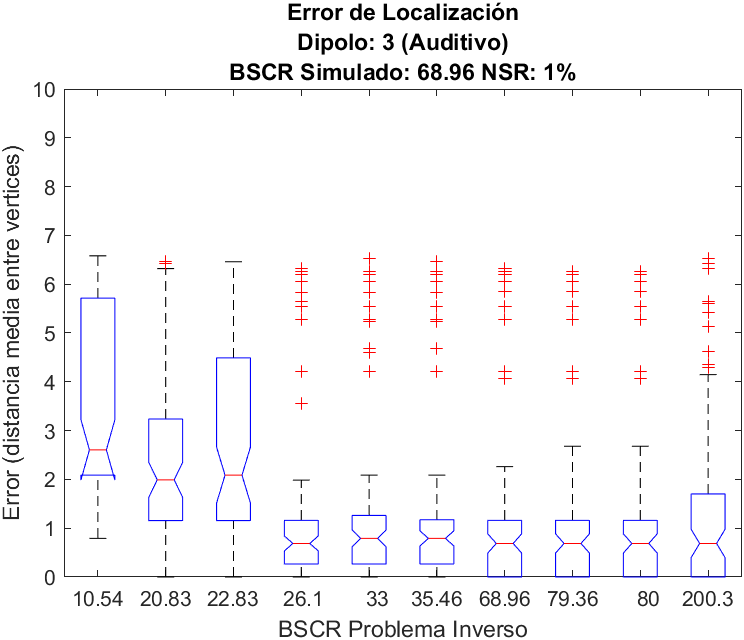 Error de Localización
Dipolo: 3 (Auditivo)
BSCR Simulado: 68.96 NSR: 1%
Error (distancia media entre vertices)
10
9
8
7
6
5
4
3
2
1
0
10.54 20.83 22.83 26.1 33 35.46 68.96 79.36 80 200.3
BSCR Problema Inverso